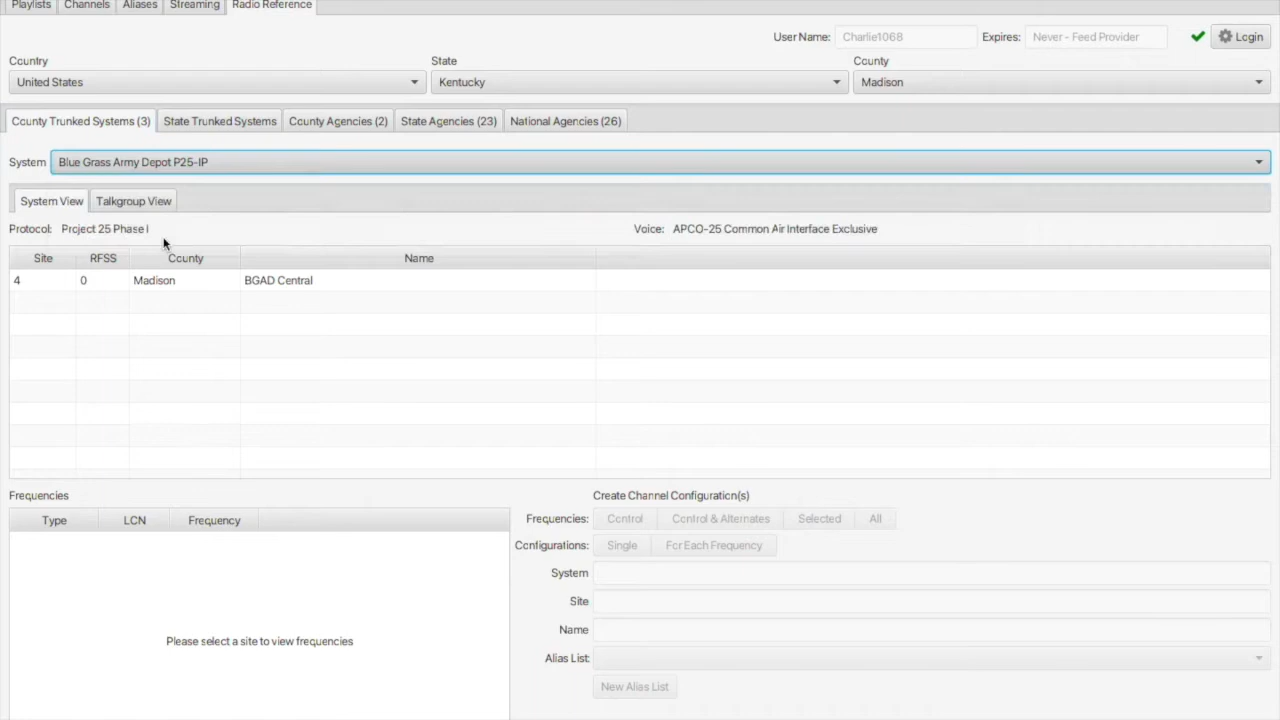 Playlists Channels Aliases Streaming Radio Reference
User Name: Charlie1068 Expires: Never - Feed Provider Login
Country State County
United States Kentucky Madison
County Trunked Systems (3) State Trunked Systems County Agencies (2) State Agencies (23) National Agencies (26)
System Blue Grass Army Depot P25-IP
System View Talkgroup View
Protocol: Project 25 Phase I Voice: APCO-25 Common Air Interface Exclusive
Site RFSS County Name
4 0 Madison BGAD Central
Frequencies Create Channel Configuration(s)
Type LCN Frequency Frequencies: Control Control & Alternates Selected All
Configurations: Single For Each Frequency
System
Site
Name
Please select a site to view frequencies
Alias List:
New Alias List